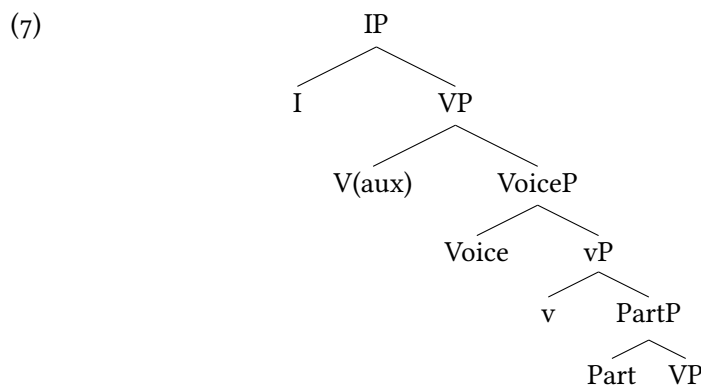 (7) IP
I VP
V(aux) VoiceP
Voice vP
v PartP
Part VP